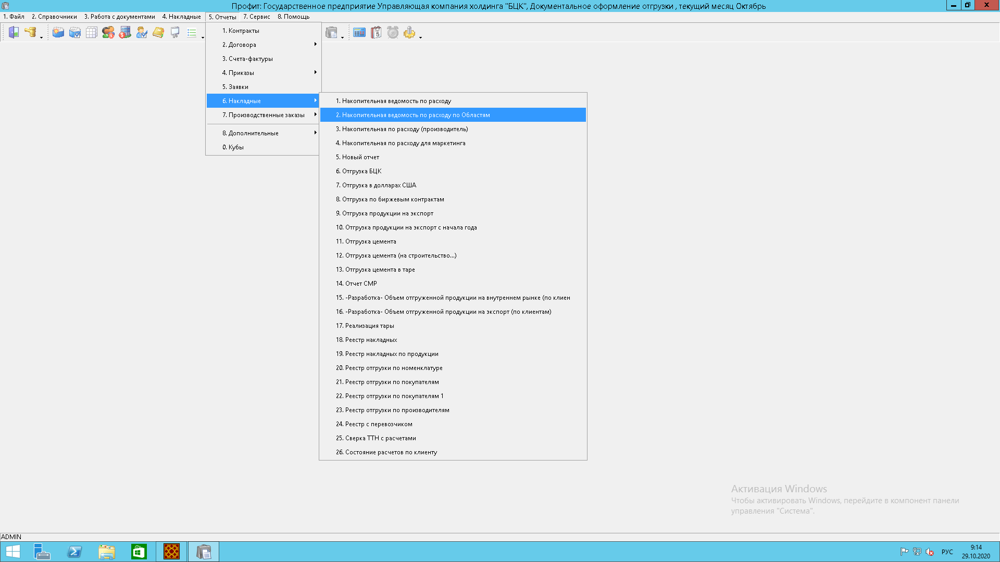 Профит: Государственное предприятие Управляющая компания холдинга "БЦК", Документальное оформление отгрузки , текущий месяц Октябрь
1. Файл 2. Справочники 3. Работа с документами 4. Накладные 5. Отчеты 7. Сервис 8. Помощь
1. Контракты
2. Договора
3. Счета-фактуры
4. Приказы
5. Заявки
6. Накладные
7. Производственные заказы
8. Дополнительные
0. Кубы
1. Накопительная ведомость по расходу
2. Накопительная ведомость по расходу по Областям
3. Накопительная по расходу (производитель)
4. Накопительная по расходу для маркетинга
5. Новый отчет
6. Отгрузка БЦК
7. Отгрузка в долларах США
8. Отгрузка по биржевым контрактам
9. Отгрузка продукции на экспорт
10. Отгрузка продукции на экспорт с начала года
11. Отгрузка цемента
12. Отгрузка цемента (на строительство...)
13. Отгрузка цемента в таре
14. Отчет СМР
15. -Разработка- Объем отгруженной продукции на внутреннем рынке (по клиен
16. -Разработка- Объем отгруженной продукции на экспорт (по клиентам)
17. Реализация тары
18. Реестр накладных
19. Реестр накладных по продукции
20. Реестр отгрузки по номенклатуре
21. Реестр отгрузки по покупателям
22. Реестр отгрузки по покупателям 1
23. Реестр отгрузки по производителям
24. Реестр с перевозчиком
25. Сверка ТТН с расчетами
26. Состояние расчетов по клиенту
Активация Windows
Чтобы активировать Windows, перейдите в компонент панели
управления "Система".
ADMIN
РУС
9:14
29.10.2020